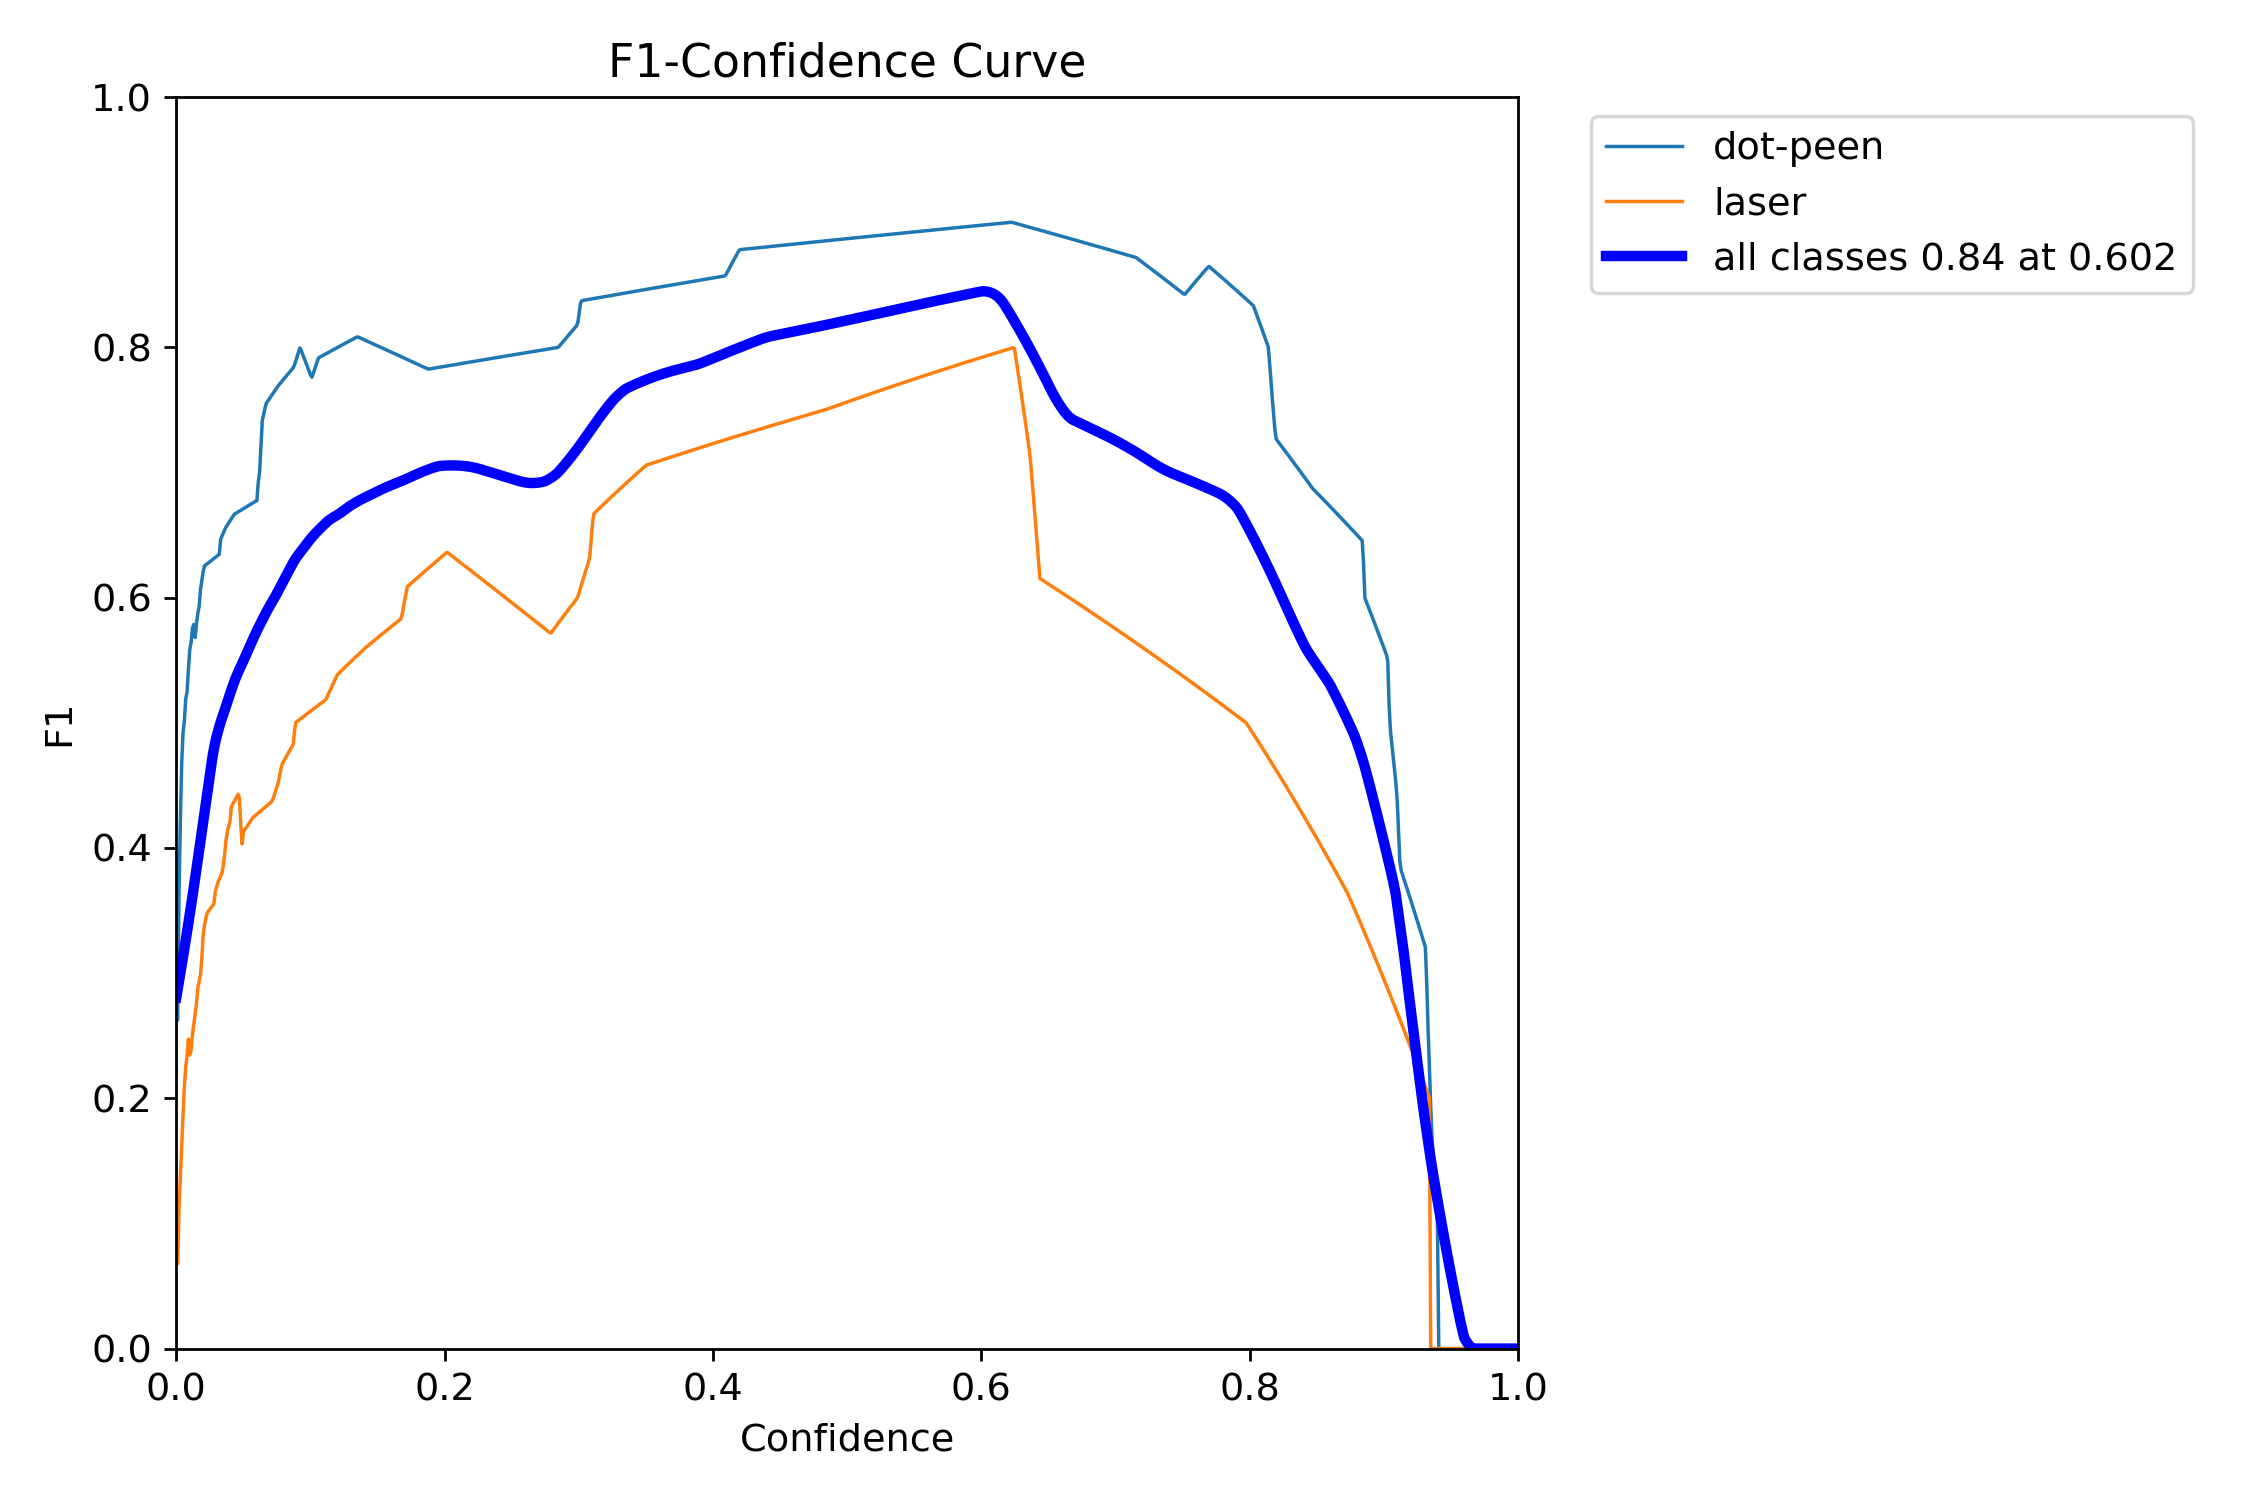 F1-Confidence Curve
1.0
0.8
0.6
0.4
0.2
0.0
F1
0.0 0.2 0.4 0.6 0.8 1.0
Confidence
dot-peen
laser
all classes 0.84 at 0.602